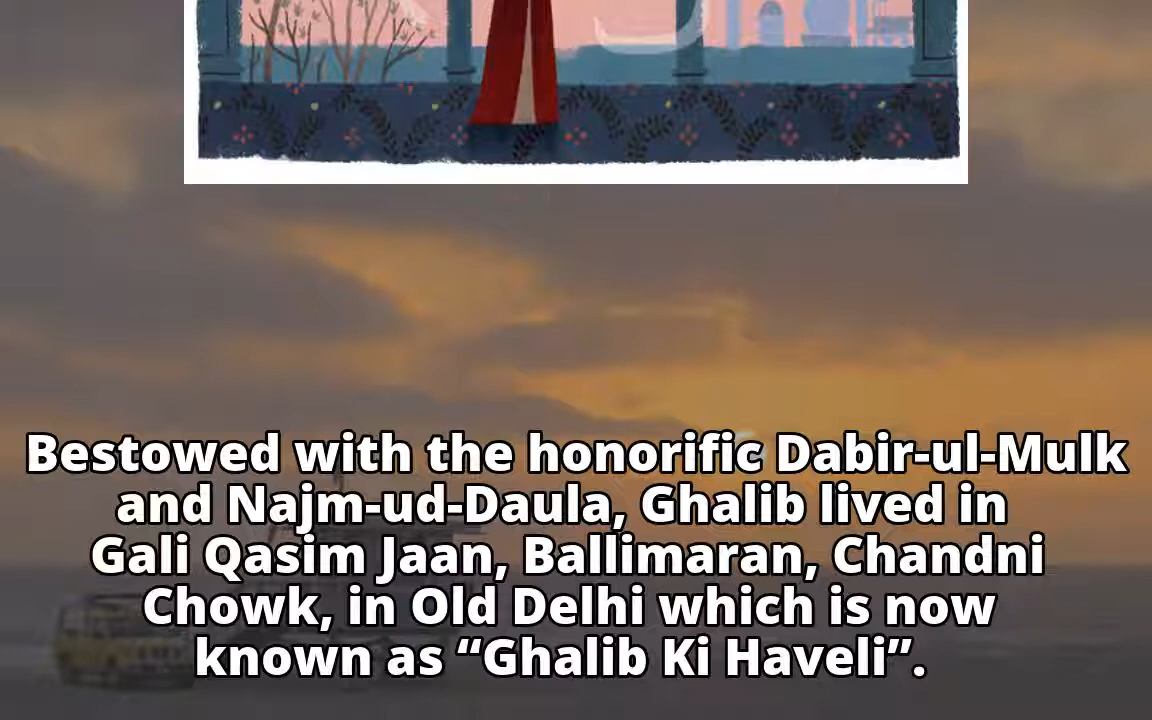 Bestowed with the honorific Dabir-ul-Mulk
and Najm-ud-Daula, Ghalib lived in
Gali Qasim Jaan, Ballimaran, Chandni
Chowk, in Old Delhi which is now
known as “Ghalib Ki Haveli”.